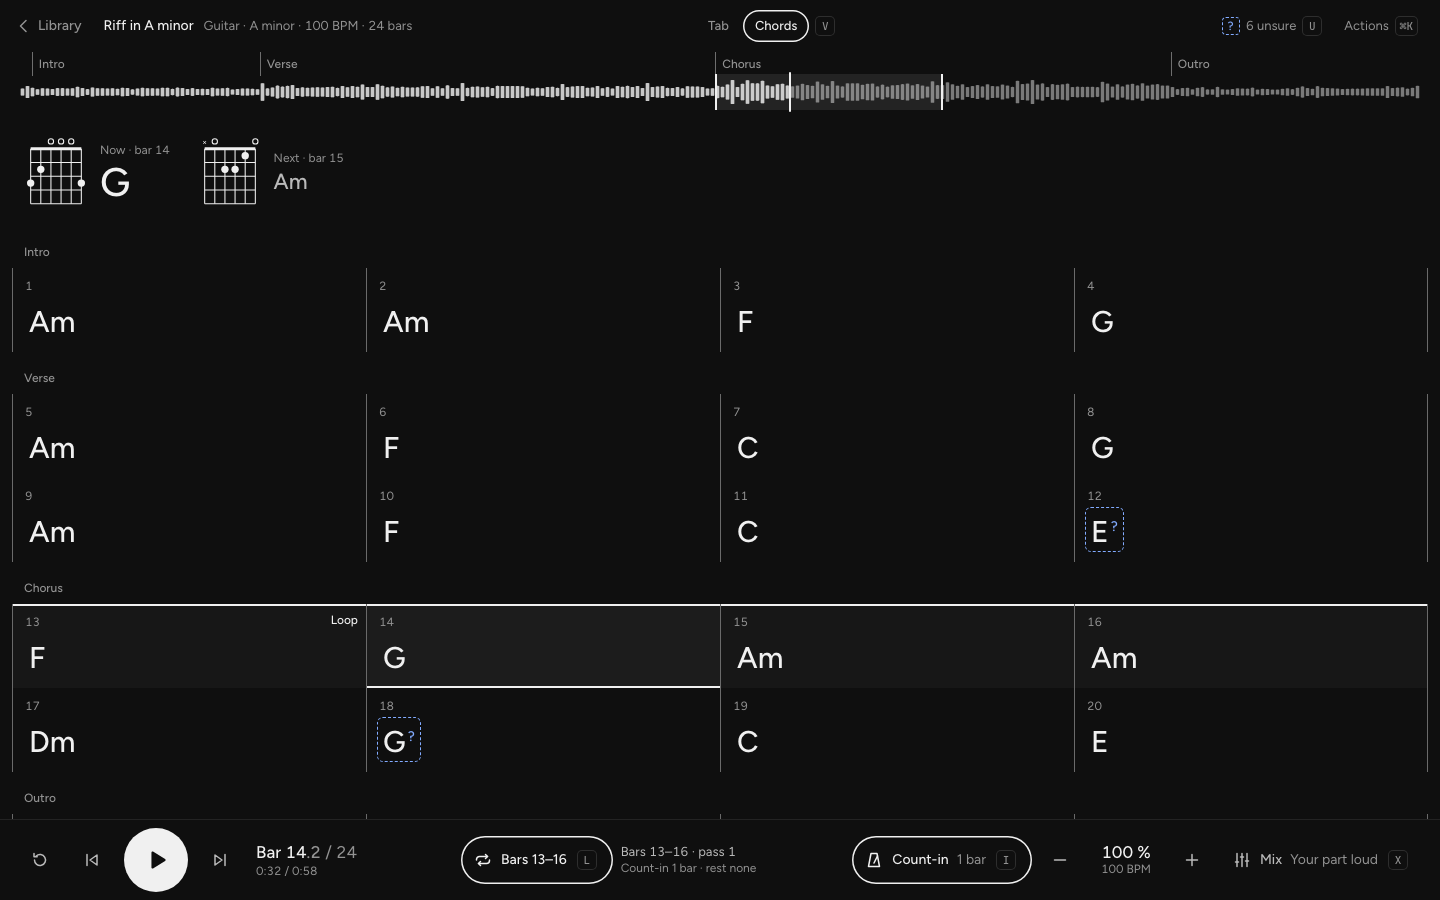 Library Riff in A minor Guitar · A minor · 100 BPM · 24 bars Tab Chords V ? 6 unsure U Actions ⌘K
Intro Verse Chorus Outro
Now · bar 14
G
Next · bar 15
Am
Intro
1 2 3 4
Am Am F G
Verse
5 6 7 8
Am F C G
9 10 11 12
Am F C E?
Chorus
13 Loop 14 15 16
F G Am Am
17 18 19 20
Dm G? C E
Outro
Bar 14.2 / 24
0:32 / 0:58
Bars 13–16 L
Bars 13–16 · pass 1
Count-in 1 bar · rest none
Count-in 1 bar I
100 %
100 BPM
Mix Your part loud X